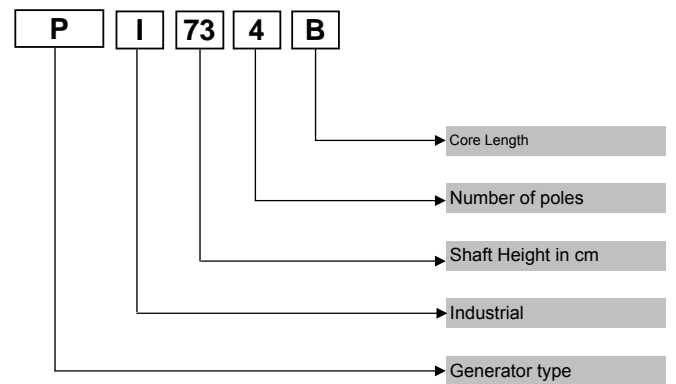 P I 73 4 B
Core Length
Number of poles
Shaft Height in cm
Industrial
Generator type